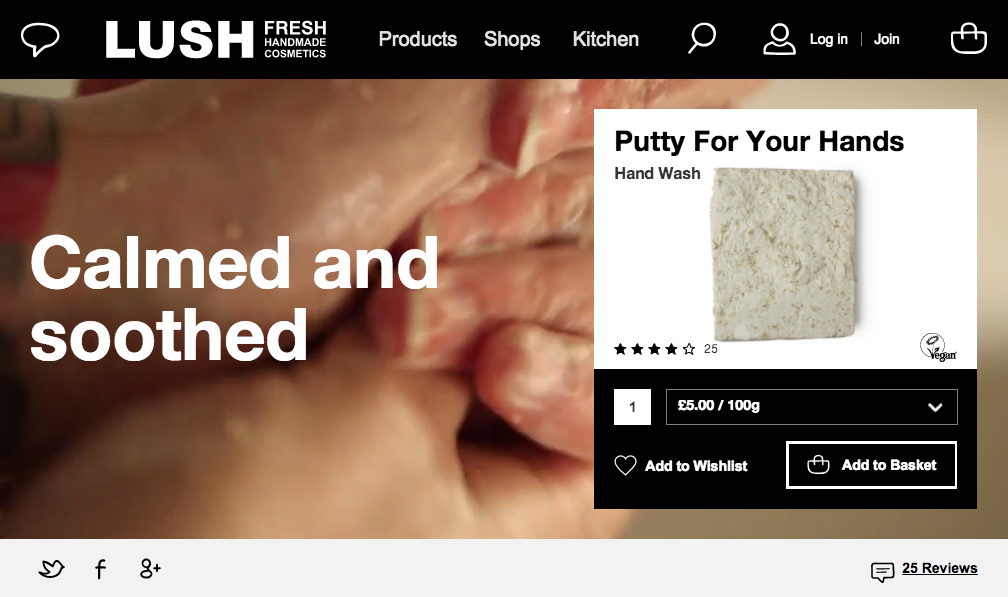 LUSH FRESH HANDMADE COSMETICS
Products Shops Kitchen
Log in | Join
Putty For Your Hands
Hand Wash
Calmed and
soothed
25
Vegan
1
£5.00 / 100g
Add to Wishlist
Add to Basket
25 Reviews